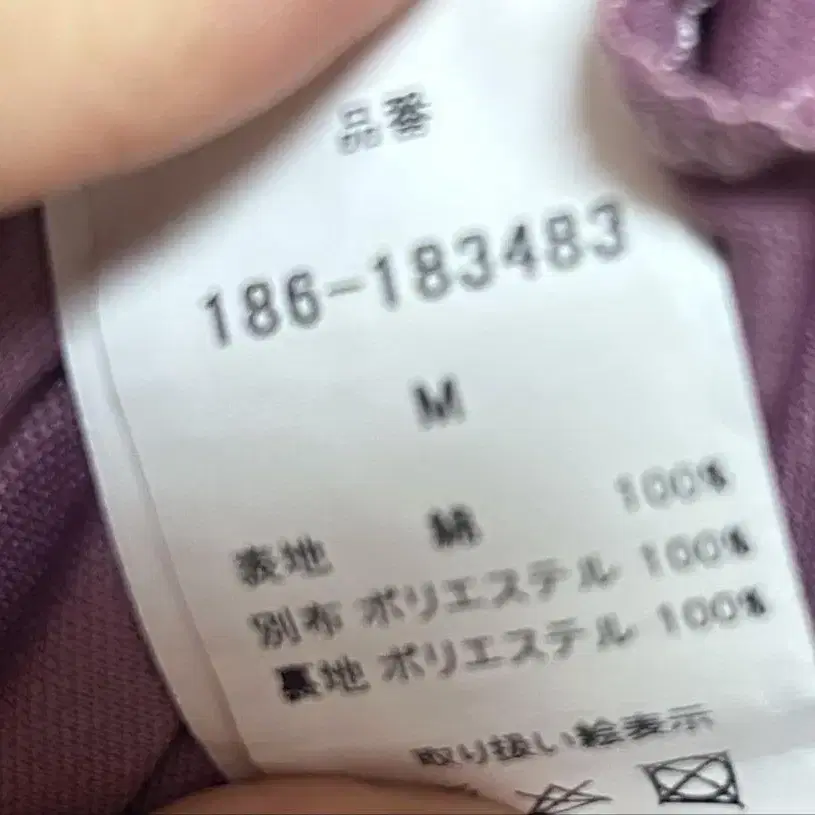 品番
186-183483
M
表地 綿 100%
別布 ポリエステル 100%
裏地 ポリエステル 100%
取り扱い絵表示